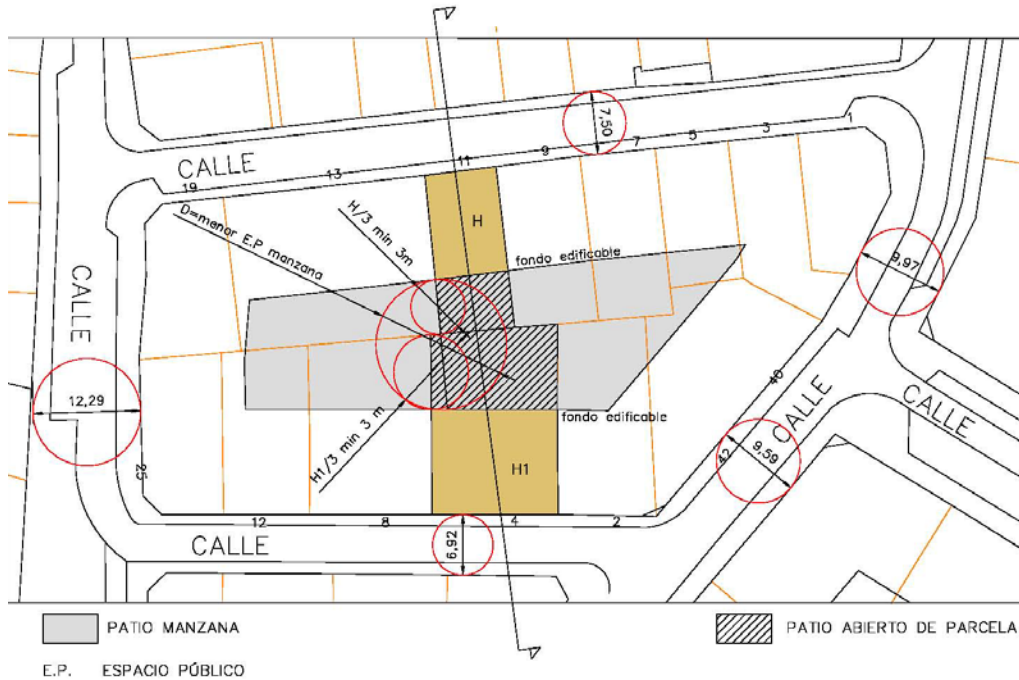 7,50
CALLE
1
3
5
7
9
11
13
19
D=menor E.P manzana
H/3 min 3m
H
fondo edificable
9,97
CALLE
12,29
40
CALLE
CALLE
fondo edificable
H1/3 min 3 m
H1
42
9,59
25
12
8
4
2
6,92
CALLE
PATIO MANZANA
PATIO ABIERTO DE PARCELA
E.P. ESPACIO PÚBLICO